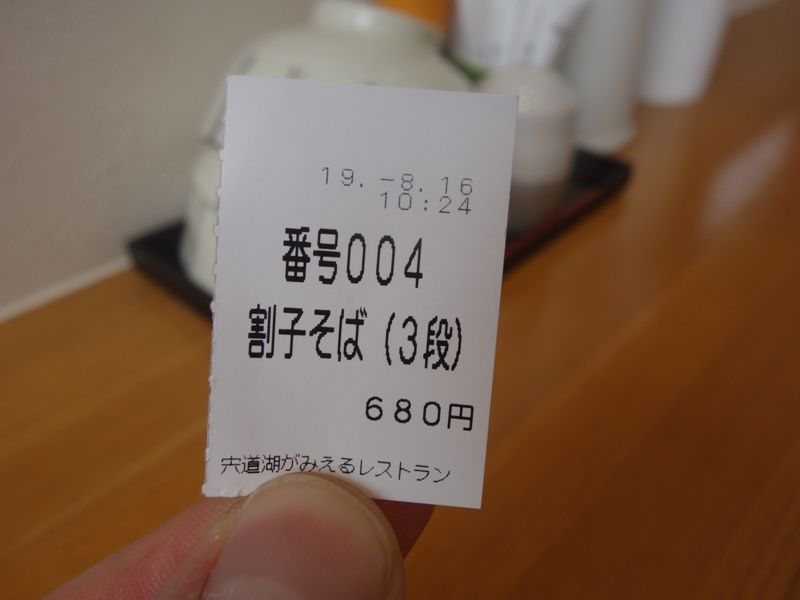 19.-8.16
10:24
番号004
割子そば(3段)
680円
宍道湖がみえるレストラン